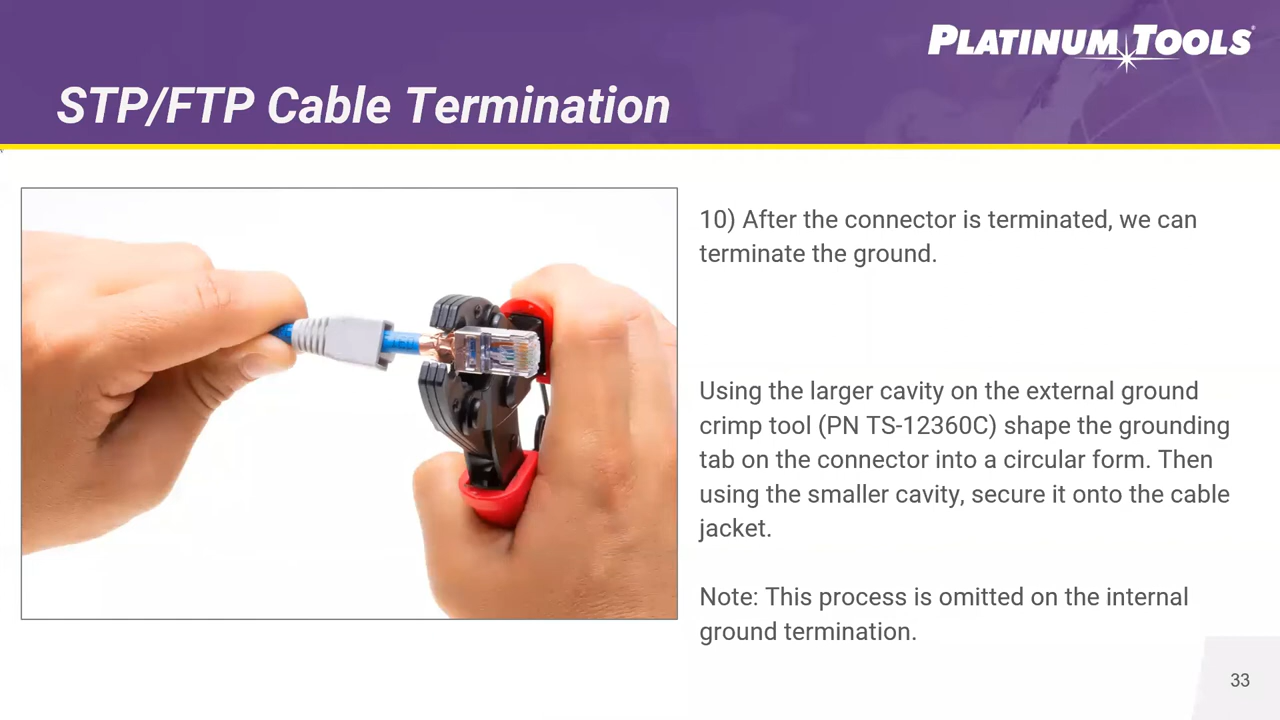 PLATINUM TOOLS®
STP/FTP Cable Termination
10) After the connector is terminated, we can
terminate the ground.
Using the larger cavity on the external ground
crimp tool (PN TS-12360C) shape the grounding
tab on the connector into a circular form. Then
using the smaller cavity, secure it onto the cable
jacket.
Note: This process is omitted on the internal
ground termination.
33